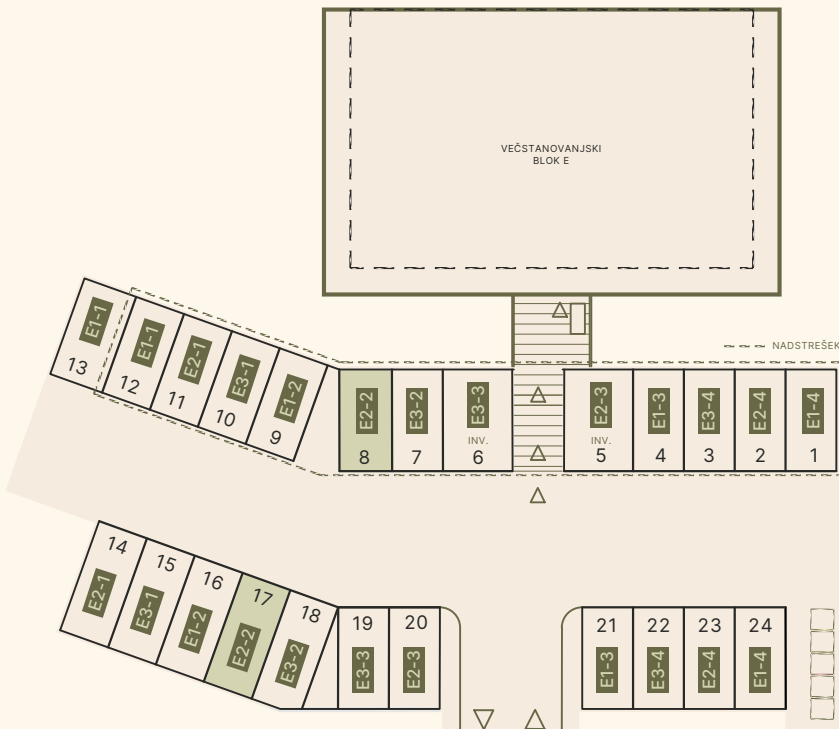 VEČSTANOVANJSKI
BLOK E
NADSTREŠEK
E1-1
13
E1-1
12
E2-1
11
E3-1
10
E1-2
9
E2-2
8
E3-2
7
E3-3
INV.
6
E2-3
INV.
5
E1-3
4
E3-4
3
E2-4
2
E1-4
1
14
E2-1
15
E3-1
16
E1-2
17
E2-2
18
E3-2
19
E3-3
20
E2-3
21
E1-3
22
E3-4
23
E2-4
24
E1-4